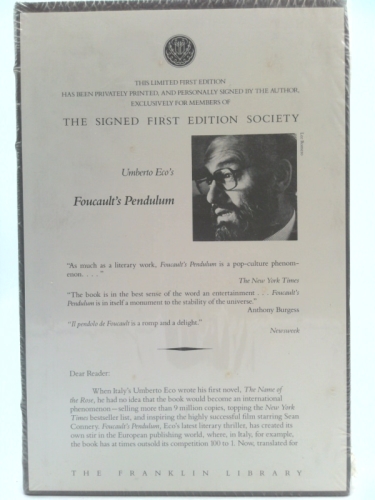 THIS LIMITED FIRST EDITION
HAS BEEN PRIVATELY PRINTED, AND PERSONALLY SIGNED BY THE AUTHOR,
EXCLUSIVELY FOR MEMBERS OF
THE SIGNED FIRST EDITION SOCIETY
Umberto Eco's
Foucault's Pendulum
"As much as a literary work, Foucault's Pendulum is a pop-culture phenom-
enon. . . . "
The New York Times
"The book is in the best sense of the word an entertainment . . . Foucault's
Pendulum is in itself a monument to the stability of the universe."
Anthony Burgess
"Il pendolo de Foucault is a romp and a delight."
Newsweek
Dear Reader:
When Italy's Umberto Eco wrote his first novel, The Name of
the Rose, he had no idea that the book would become an international
phenomenon—selling more than 9 million copies, topping the New York
Times bestseller list, and inspiring the highly successful film starring Sean
Connery. Foucault's Pendulum, Eco's latest literary thriller, has created its
own stir in the European publishing world, where, in Italy, for example,
the book has at times outsold its competition 100 to 1. Now, translated for
THE FRANKLIN LIBRARY